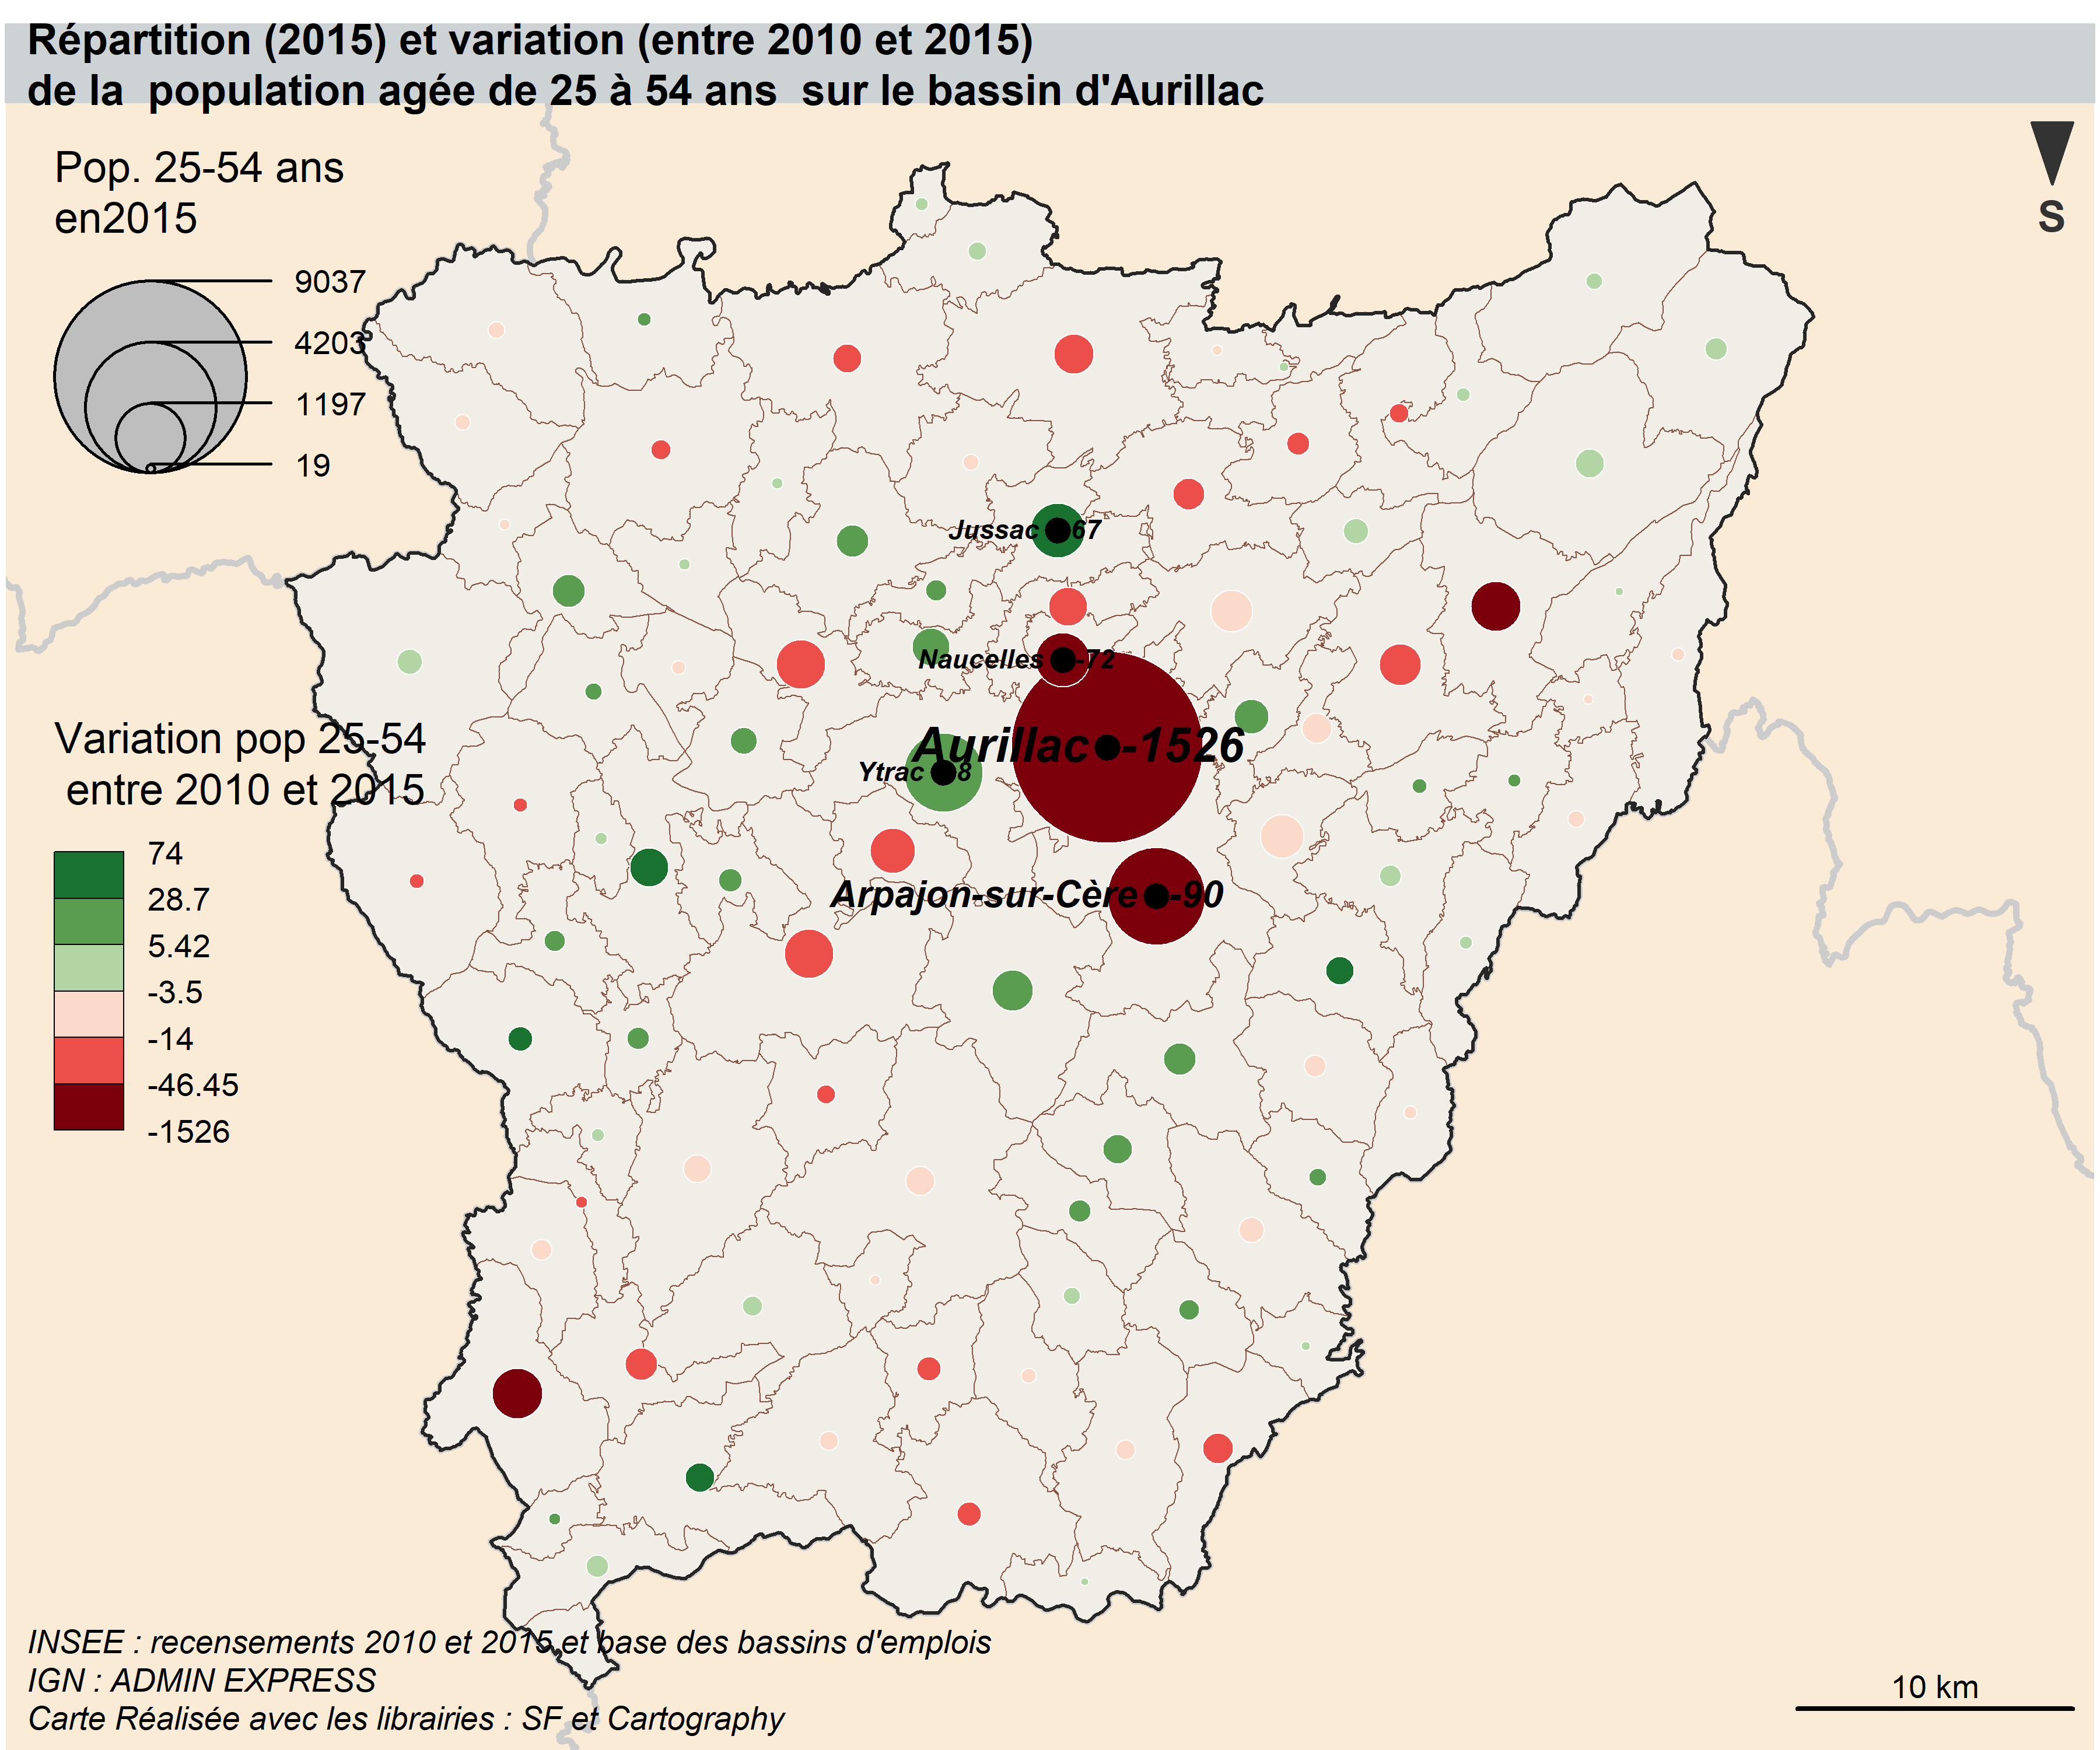 Répartition (2015) et variation (entre 2010 et 2015)
de la  population agée de 25 à 54 ans  sur le bassin d'Aurillac
S
Pop. 25-54 ans
en2015
9037
4203
1197
19
Jussac 67
Naucelles -72
Aurillac -1526
Ytrac 8
Arpajon-sur-Cère -90
Variation pop 25-54
entre 2010 et 2015
74
28.7
5.42
-3.5
-14
-46.45
-1526
INSEE : recensements 2010 et 2015 et base des bassins d'emplois
IGN : ADMIN EXPRESS
Carte Réalisée avec les librairies : SF et Cartography
10 km